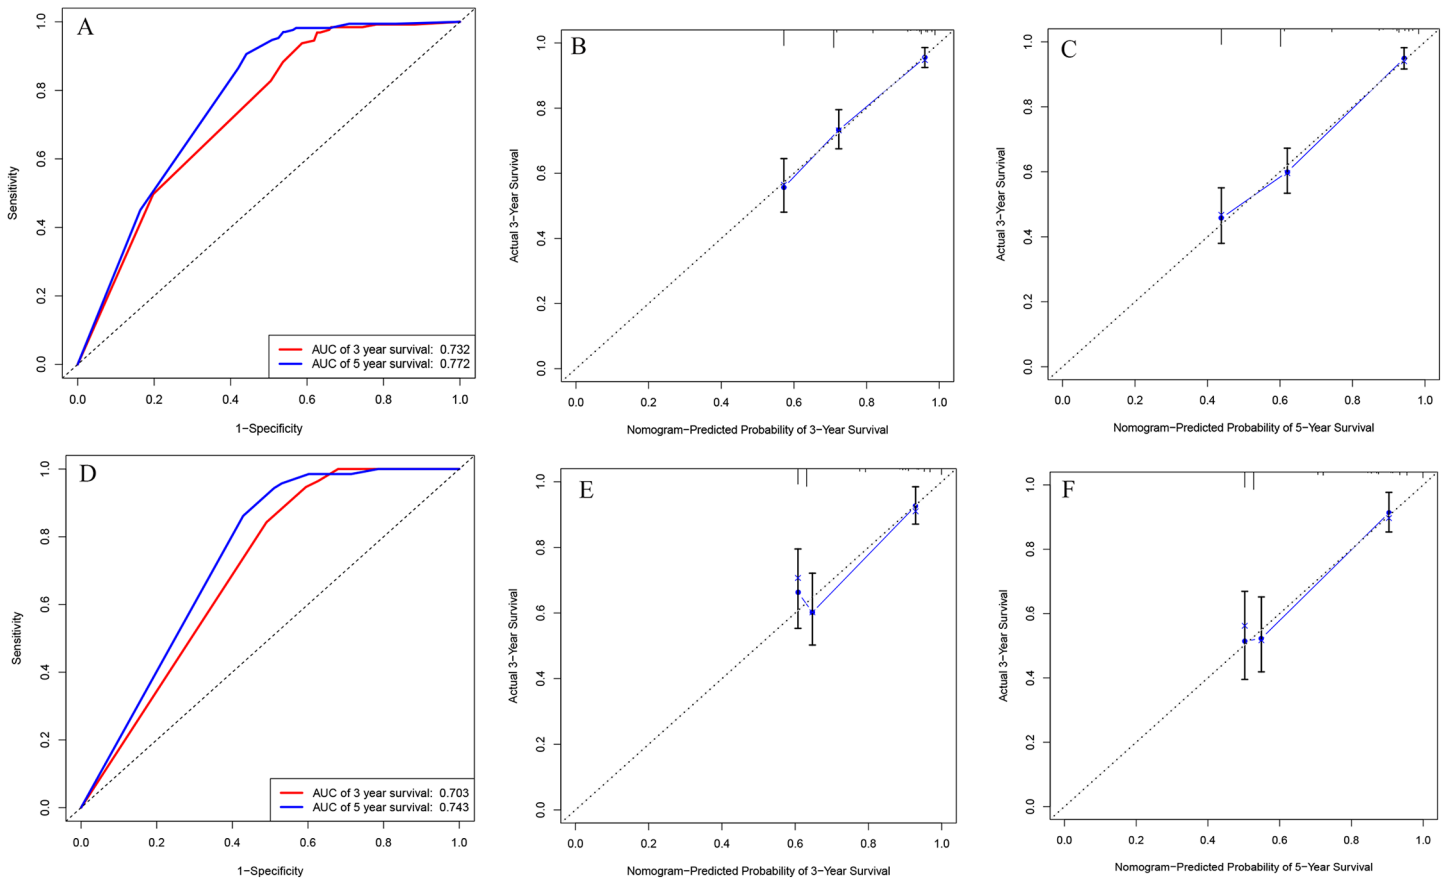 A
Sensitivity
0.0 0.2 0.4 0.6 0.8 1.0
AUC of 3 year survival: 0.732
AUC of 5 year survival: 0.772
0.0 0.2 0.4 0.6 0.8 1.0
1−Specificity
B
Actual 3−Year Survival
0.0 0.2 0.4 0.6 0.8 1.0
0.0 0.2 0.4 0.6 0.8 1.0
Nomogram−Predicted Probability of 3−Year Survival
C
Actual 3−Year Survival
0.0 0.2 0.4 0.6 0.8 1.0
0.0 0.2 0.4 0.6 0.8 1.0
Nomogram−Predicted Probability of 5−Year Survival
D
Sensitivity
0.0 0.2 0.4 0.6 0.8 1.0
AUC of 3 year survival: 0.703
AUC of 5 year survival: 0.743
0.0 0.2 0.4 0.6 0.8 1.0
1−Specificity
E
Actual 3−Year Survival
0.0 0.2 0.4 0.6 0.8 1.0
0.0 0.2 0.4 0.6 0.8 1.0
Nomogram−Predicted Probability of 3−Year Survival
F
Actual 3−Year Survival
0.0 0.2 0.4 0.6 0.8 1.0
0.0 0.2 0.4 0.6 0.8 1.0
Nomogram−Predicted Probability of 5−Year Survival